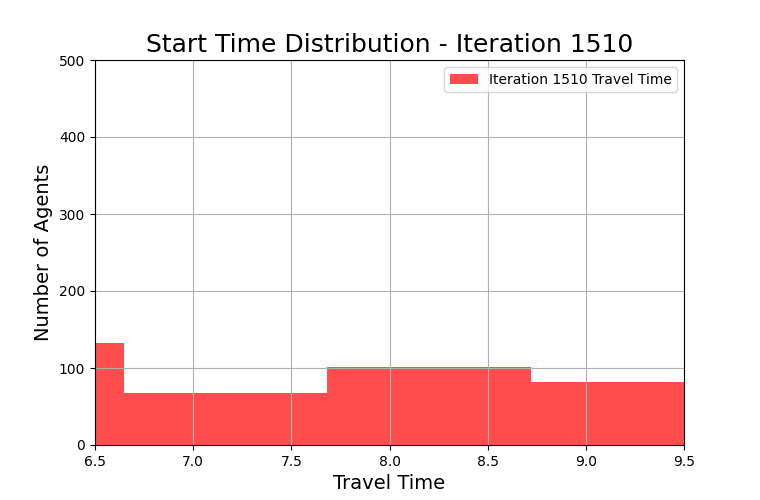 Start Time Distribution - Iteration 1510
500
400
300
200
100
0
Number of Agents
Iteration 1510 Travel Time
6.5 7.0 7.5 8.0 8.5 9.0 9.5
Travel Time